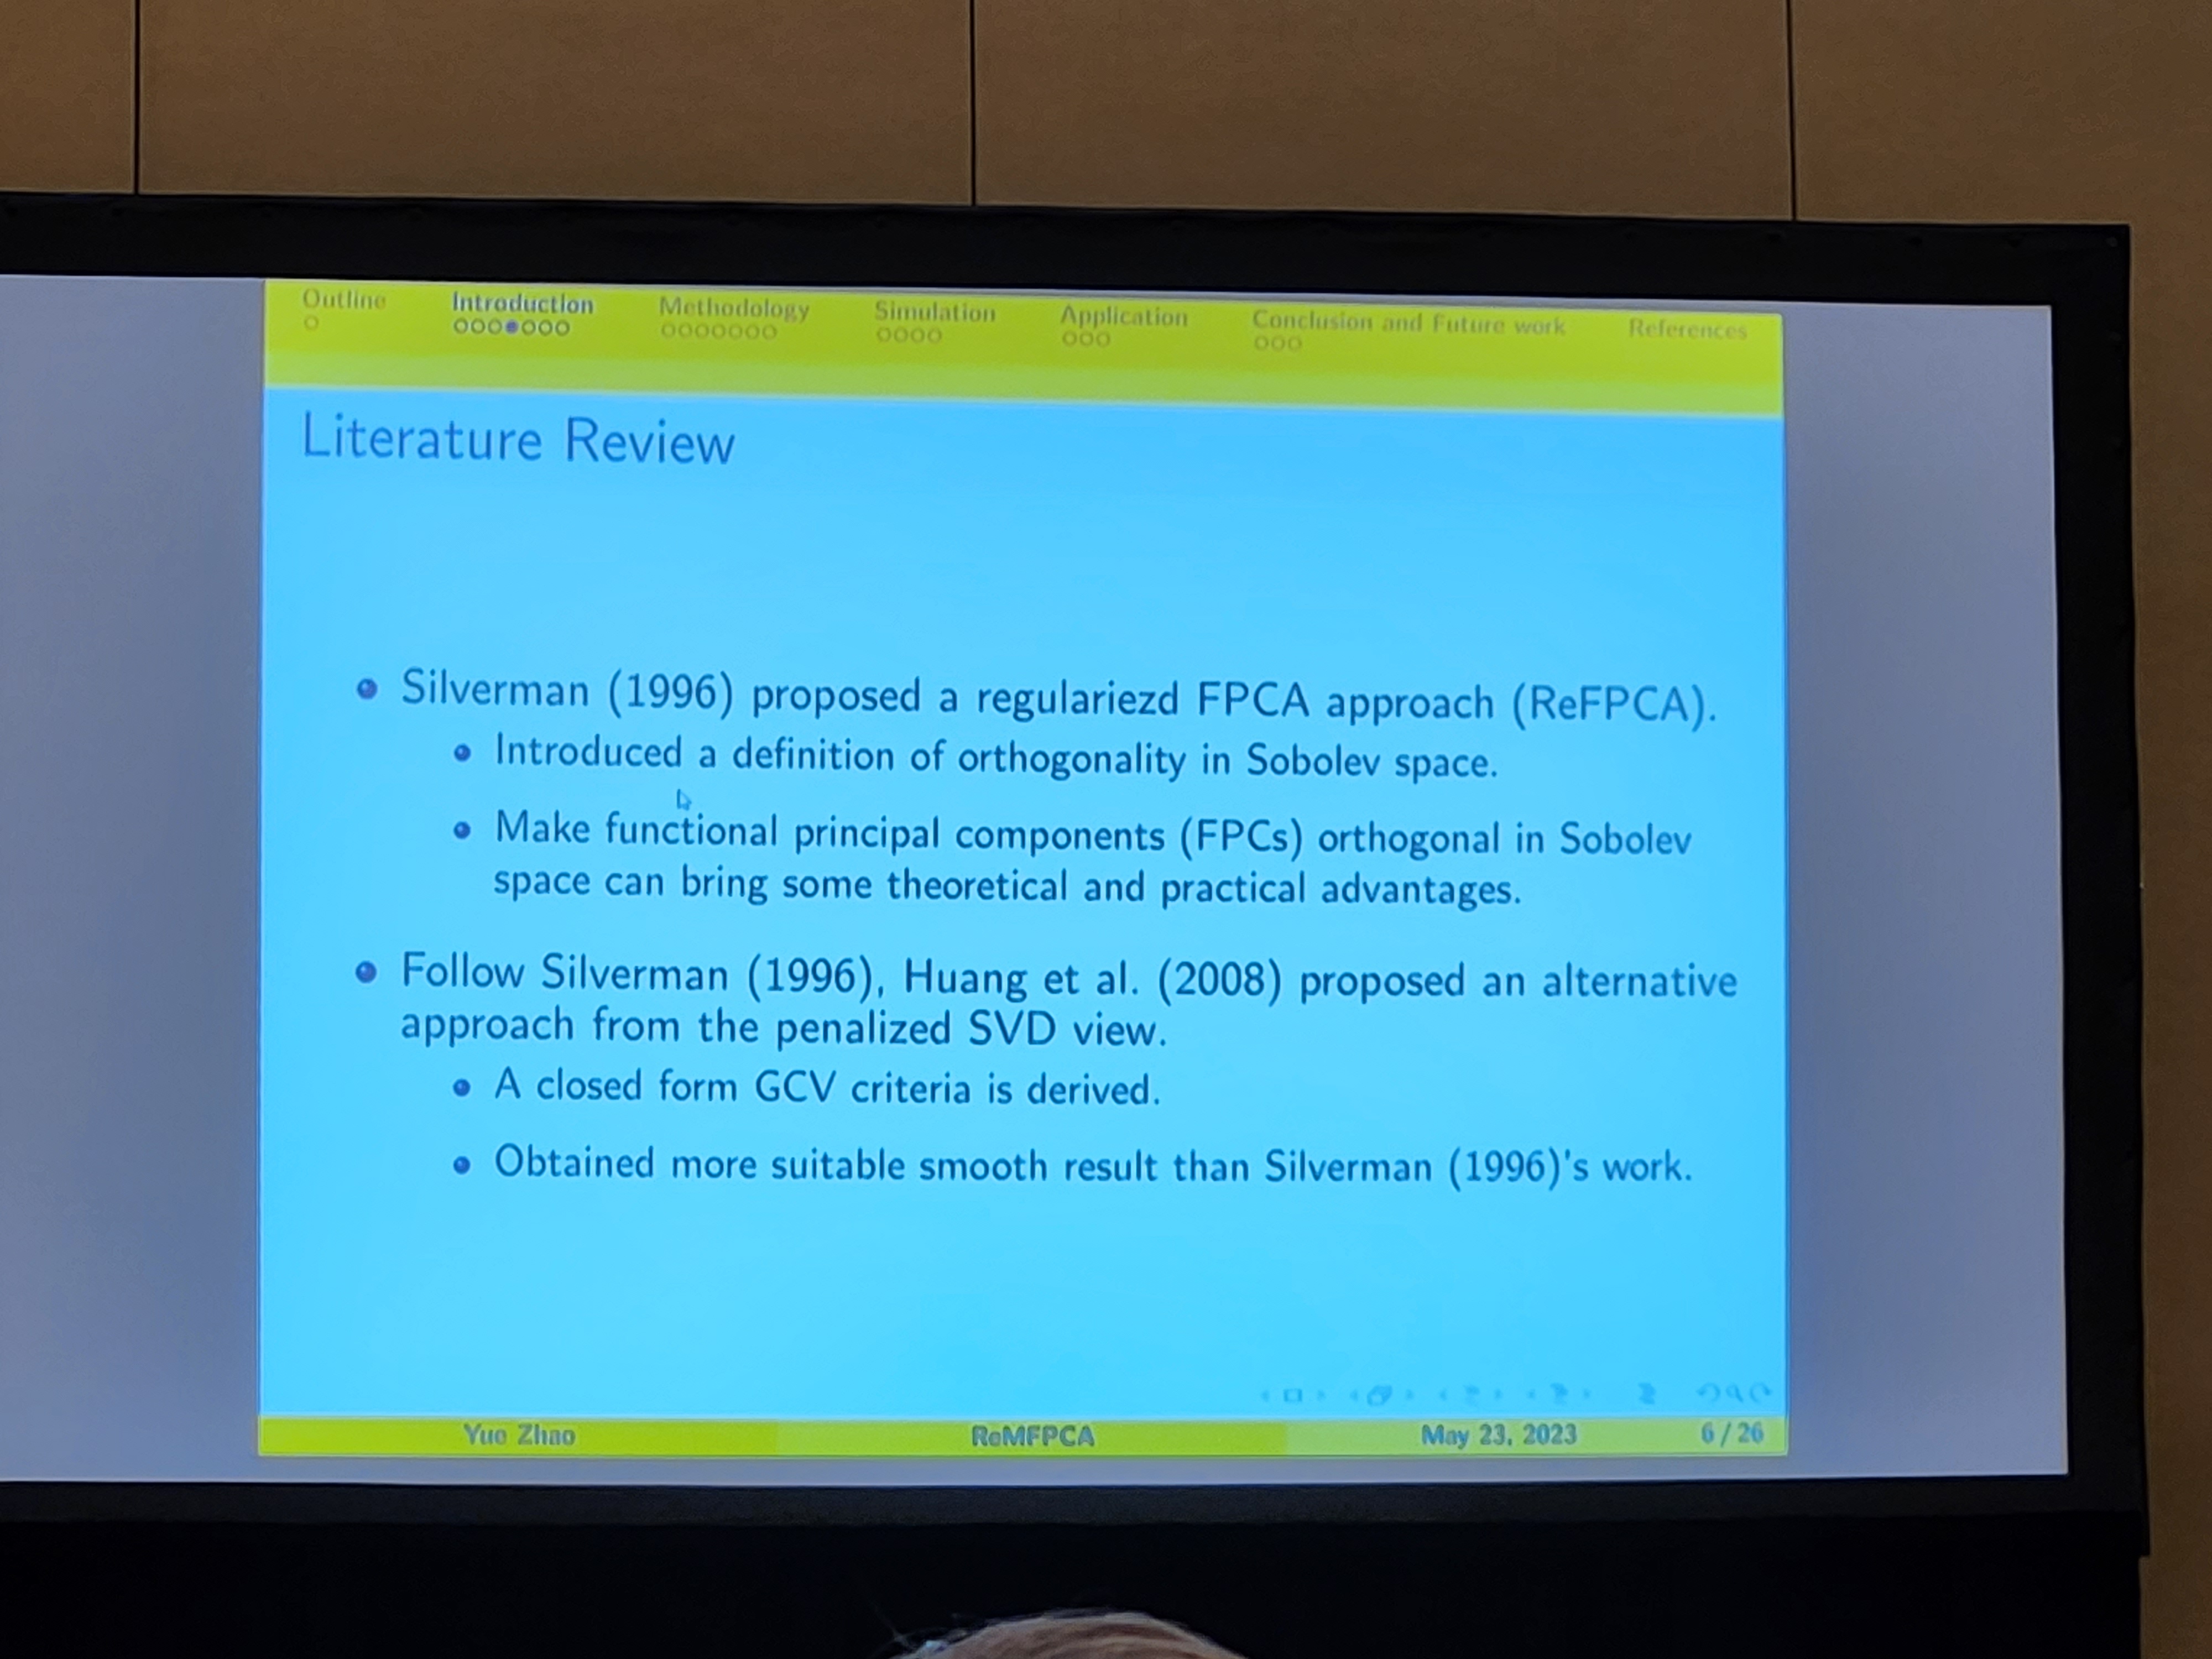 Outline
Introduction
Methodology
Simulation
Application
Conclusion and Future work
References
Literature Review
Silverman (1996) proposed a regulariezd FPCA approach (ReFPCA).
Introduced a definition of orthogonality in Sobolev space.
Make functional principal components (FPCs) orthogonal in Sobolev
space can bring some theoretical and practical advantages.
Follow Silverman (1996), Huang et al. (2008) proposed an alternative
approach from the penalized SVD view.
A closed form GCV criteria is derived.
Obtained more suitable smooth result than Silverman (1996)'s work.
Yue Zhao
ReMFPCA
May 23, 2023
6 / 26